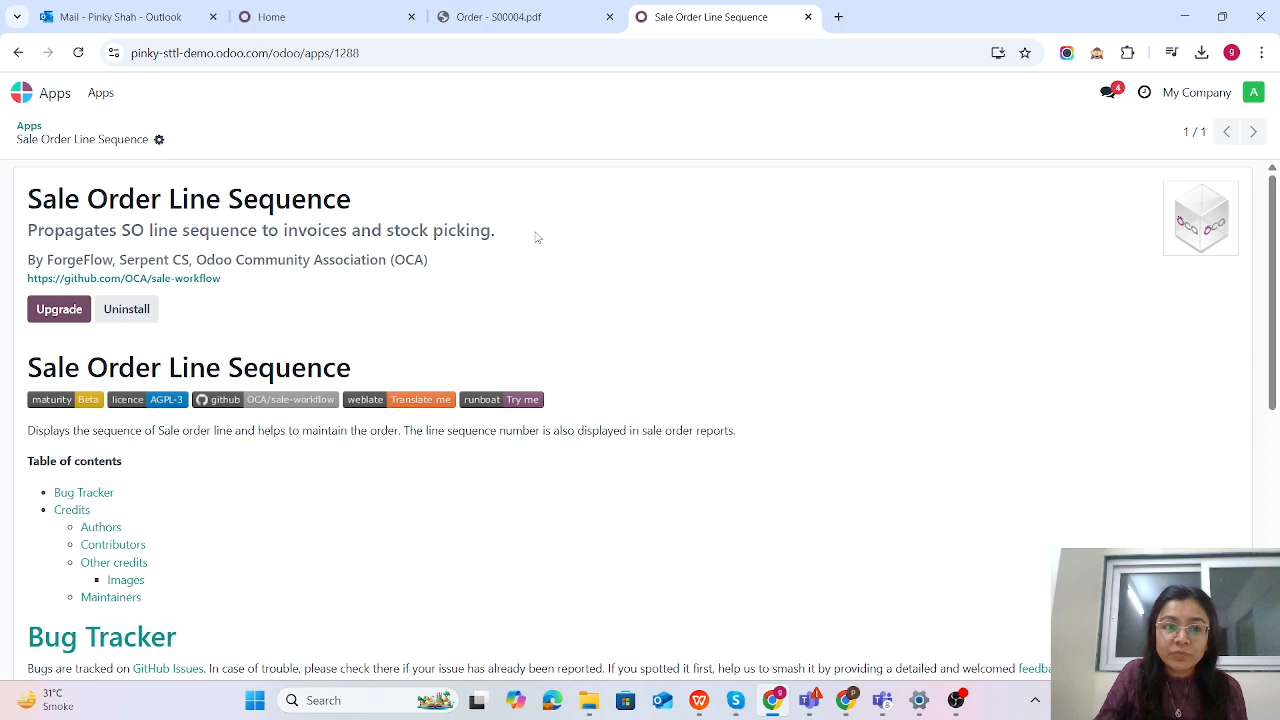 Mail - Pinky Shah - Outlook
Home
Order - S00004.pdf
Sale Order Line Sequence
pinky-sttl-demo.odoo.com/odoo/apps/1288
g
Apps
Apps
4
My Company
A
Apps
Sale Order Line Sequence
1 / 1
Sale Order Line Sequence
Propagates SO line sequence to invoices and stock picking.
By ForgeFlow, Serpent CS, Odoo Community Association (OCA)
https://github.com/OCA/sale-workflow
Upgrade
Uninstall
OCA OCA
Sale Order Line Sequence
maturity Beta
licence AGPL-3
github OCA/sale-workflow
weblate Translate me
runboat Try me
Displays the sequence of Sale order line and helps to maintain the order. The line sequence number is also displayed in sale order reports.
Table of contents
• Bug Tracker
• Credits
◦ Authors
◦ Contributors
◦ Other credits
▪ Images
◦ Maintainers
Bug Tracker
Bugs are tracked on GitHub Issues. In case of trouble, please check there if your issue has already been reported. If you spotted it first, help us to smash it by providing a detailed and welcomed
31°C
Smoke
Search